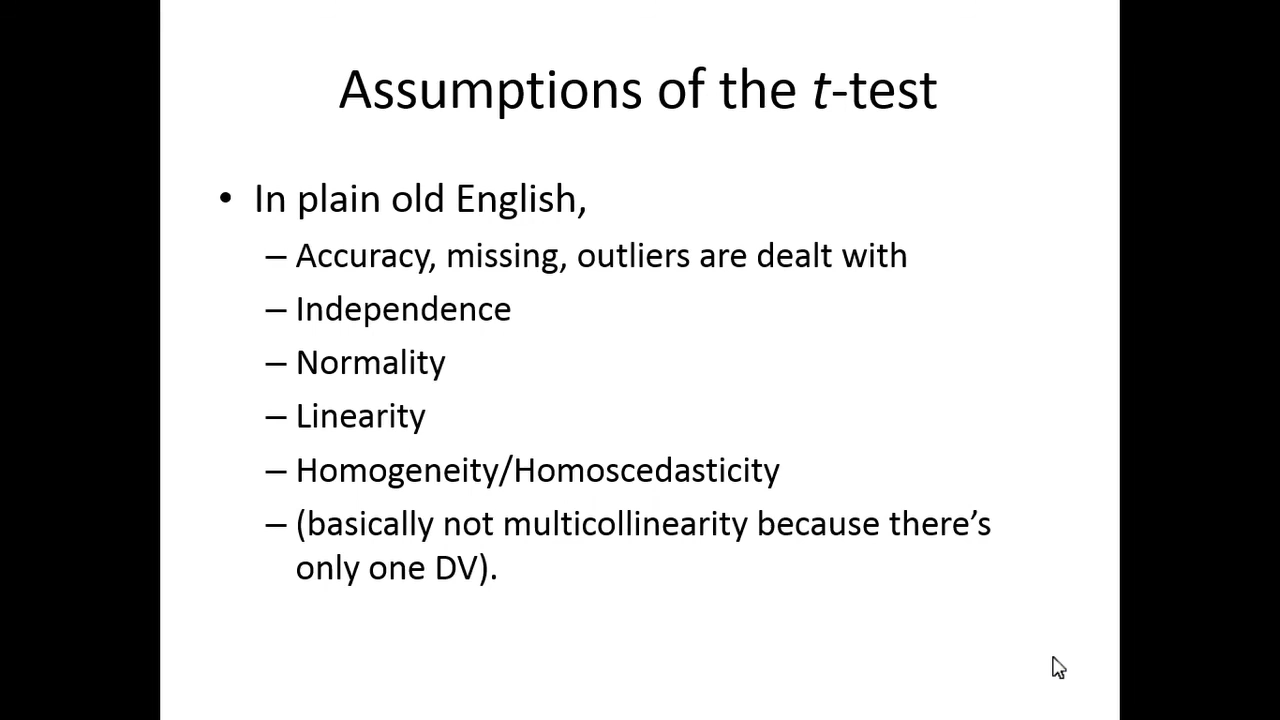 Assumptions of the t-test
• In plain old English,
– Accuracy, missing, outliers are dealt with
– Independence
– Normality
– Linearity
– Homogeneity/Homoscedasticity
– (basically not multicollinearity because there’s
only one DV).